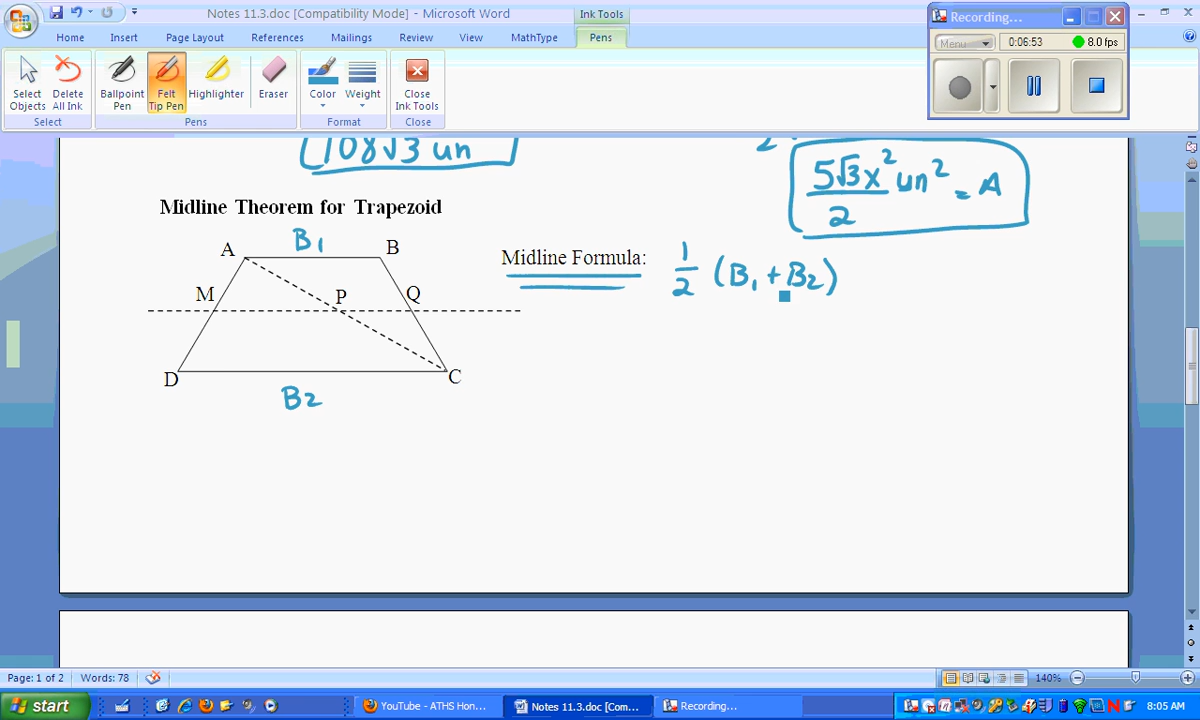 Notes 11.3.doc [Compatibility Mode] - Microsoft Word
Ink Tools
Recording...
Home Insert Page Layout References Mailings Review View MathType Pens
Menu 0:06:53 8.0 fps
Select Objects
Delete All Ink
Ballpoint Pen
Felt Tip Pen
Highlighter
Eraser
Color
Weight
Close Ink Tools
Select Pens Format Close
108√3 un
5√3x² un² = A
2
Midline Theorem for Trapezoid
A B₁ B
Midline Formula: 1/2 (B₁+B₂)
M P Q
D C
B2
Page: 1 of 2 Words: 78 140%
start YouTube - ATHS Hon... Notes 11.3.doc [Com... Recording... 8:05 AM